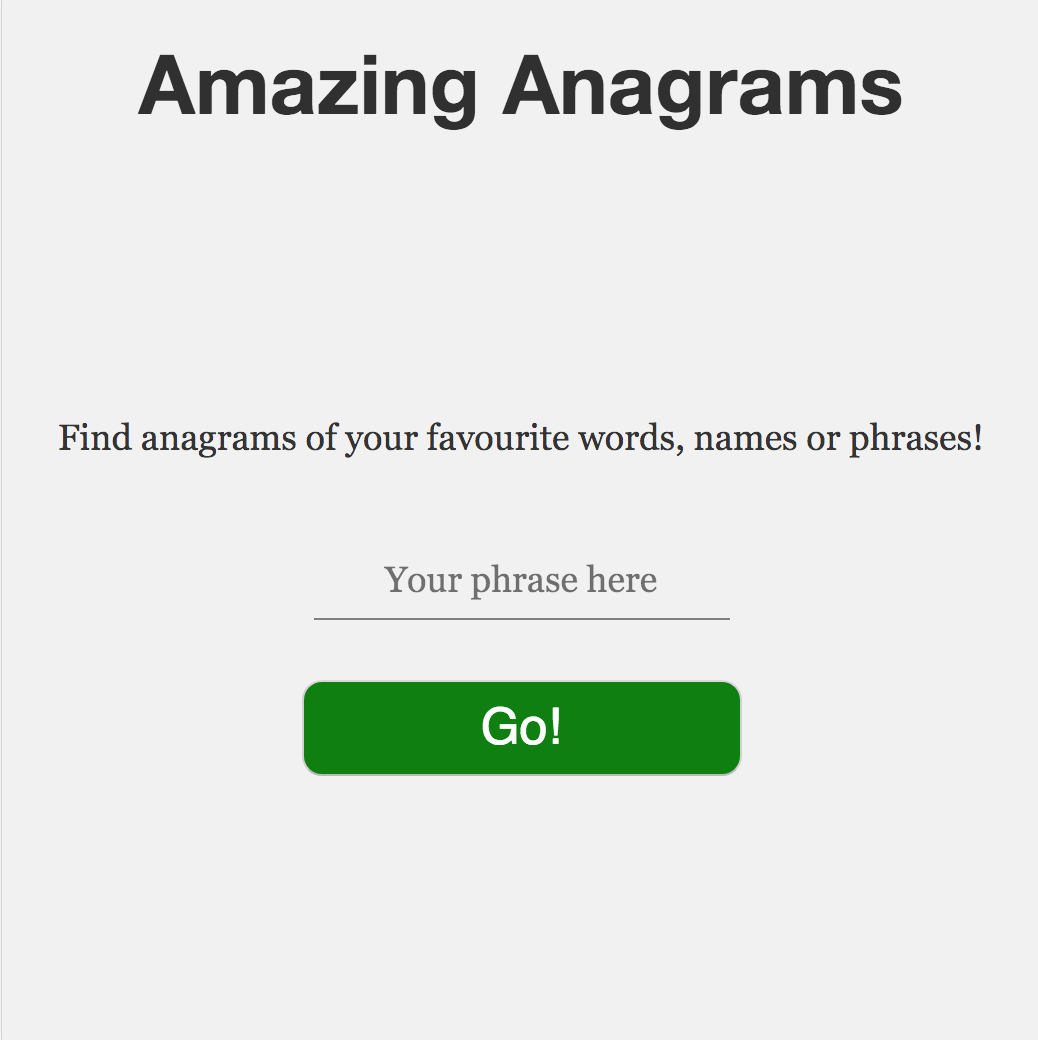 Amazing Anagrams
Find anagrams of your favourite words, names or phrases!
Your phrase here
Go!